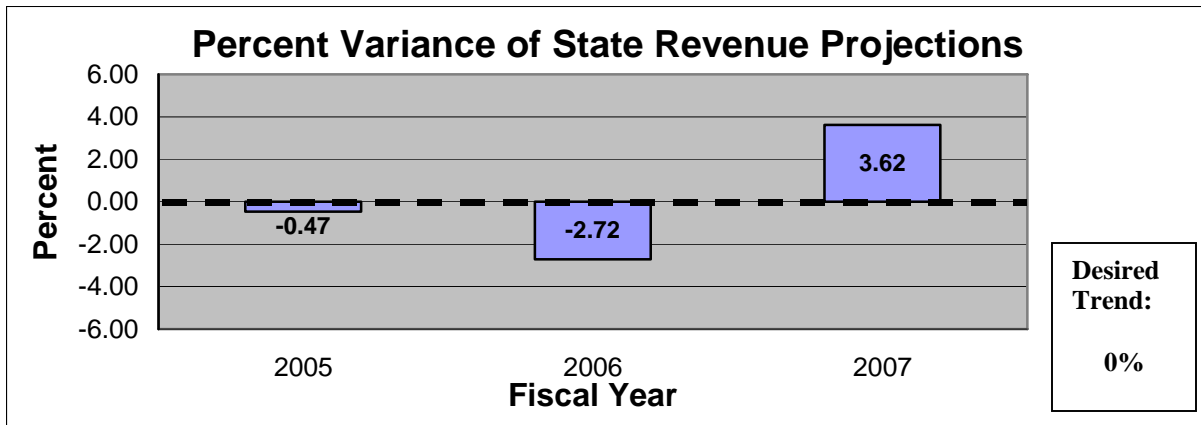 Percent Variance of State Revenue Projections
6.00
4.00
2.00
0.00
-2.00
-4.00
-6.00
Percent
-0.47
-2.72
3.62
2005 2006 2007
Fiscal Year
Desired
Trend:
0%